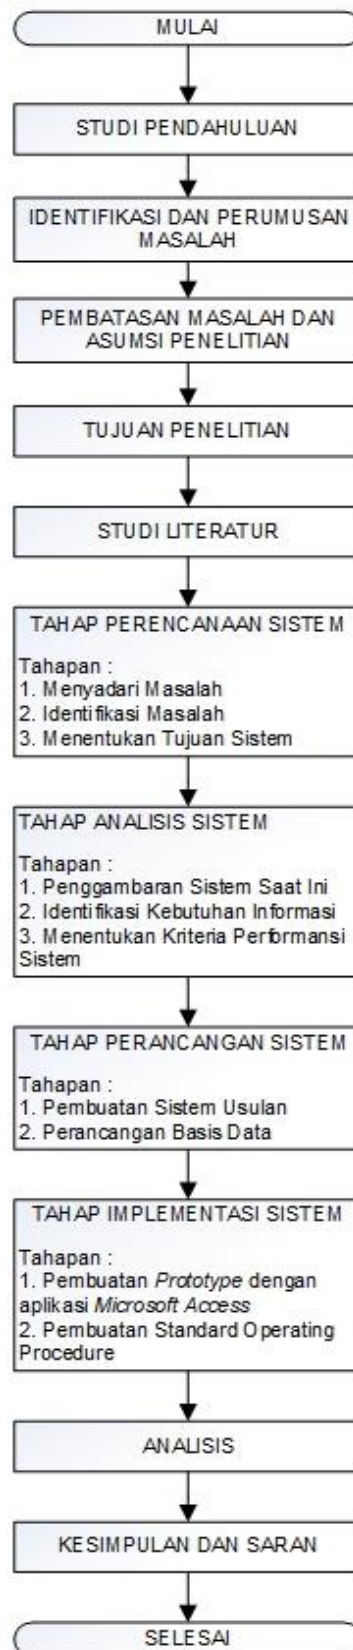 MULAI
STUDI PENDAHULUAN
IDENTIFIKASI DAN PERUMUSAN
MASALAH
PEMBATASAN MASALAH DAN
ASUMSI PENELITIAN
TUJUAN PENELITIAN
STUDI LITERATUR
TAHAP PERENCANAAN SISTEM
Tahapan :
1. Menyadari Masalah
2. Identifikasi Masalah
3. Menentukan Tujuan Sistem
TAHAP ANALISIS SISTEM
Tahapan :
1. Penggambaran Sistem Saat Ini
2. Identifikasi Kebutuhan Informasi
3. Menentukan Kriteria Performansi
Sistem
TAHAP PERANCANGAN SISTEM
Tahapan :
1. Pembuatan Sistem Usulan
2. Perancangan Basis Data
TAHAP IMPLEMENTASI SISTEM
Tahapan :
1. Pembuatan Prototype dengan
aplikasi Microsoft Access
2. Pembuatan Standard Operating
Procedure
ANALISIS
KESIMPULAN DAN SARAN
SELESAI